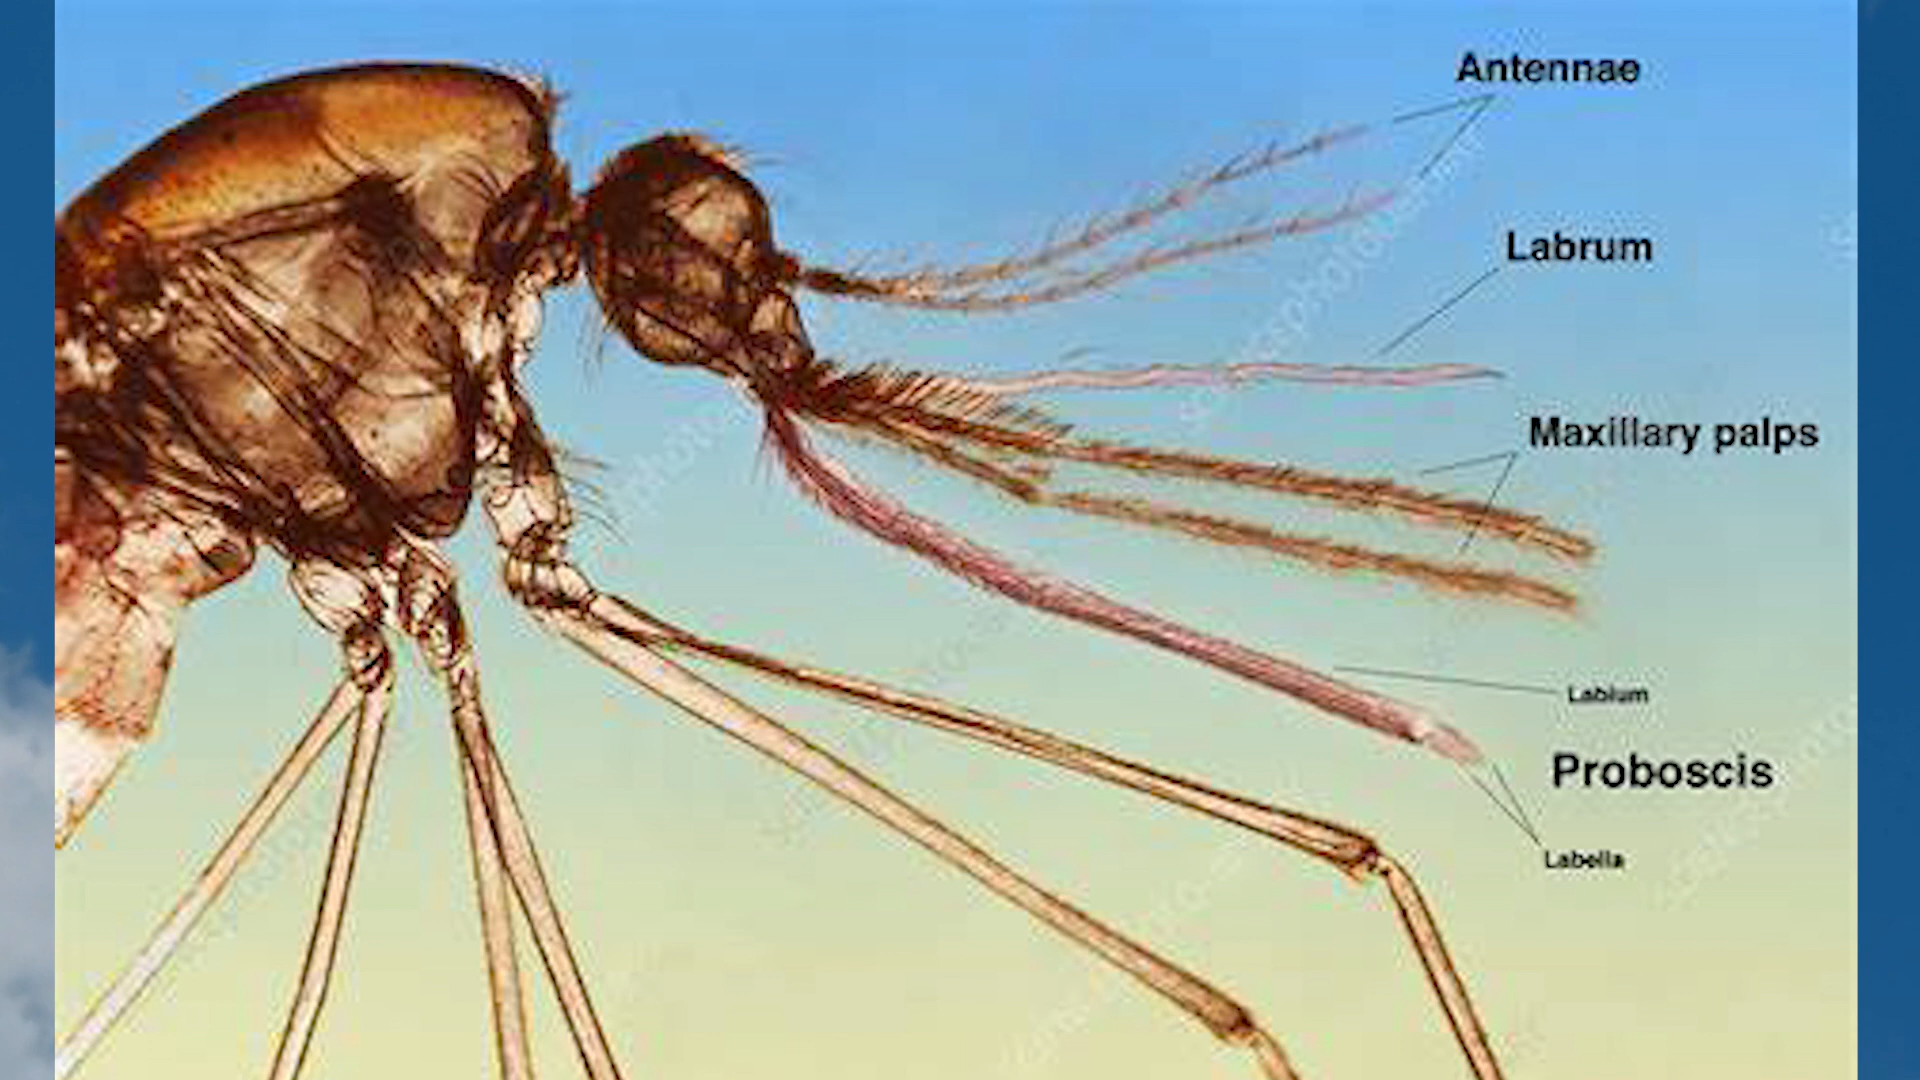 Antennae
Labrum
Maxillary palps
Labium
Proboscis
Labella